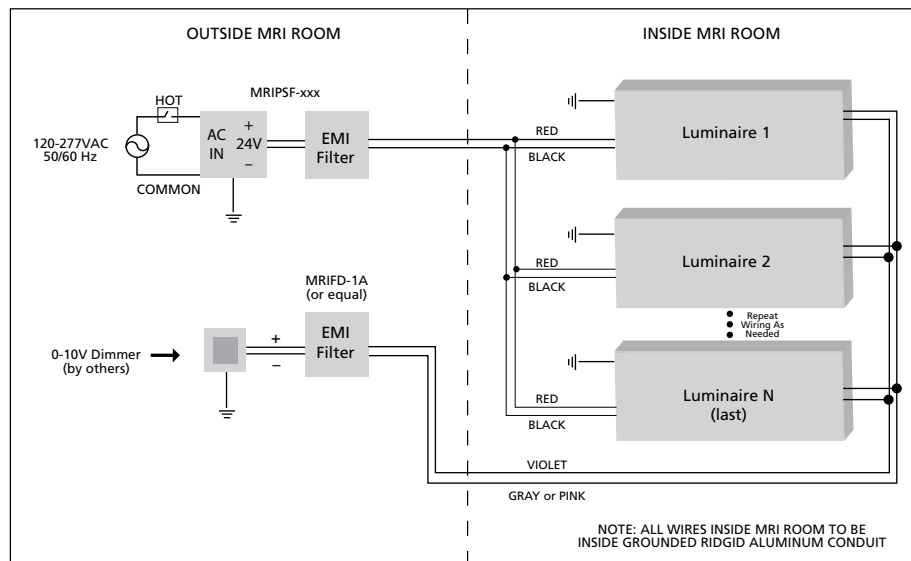 OUTSIDE MRI ROOM
INSIDE MRI ROOM
MRIPSF-xxx
HOT
120-277VAC
50/60 Hz
COMMON
AC
IN
+
24V
–
EMI
Filter
RED
BLACK
Luminaire 1
RED
BLACK
Luminaire 2
Repeat
Wiring As
Needed
MRIFD-1A
(or equal)
0-10V Dimmer
(by others)
+
–
EMI
Filter
RED
BLACK
Luminaire N
(last)
VIOLET
GRAY or PINK
NOTE: ALL WIRES INSIDE MRI ROOM TO BE
INSIDE GROUNDED RIDGID ALUMINUM CONDUIT